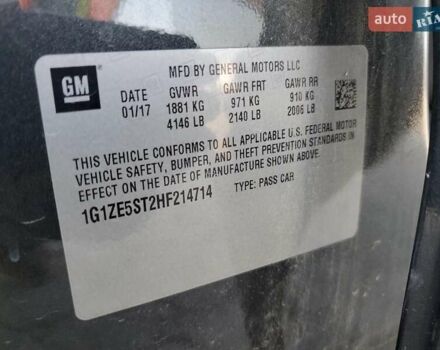 auto RIA
GM
MFD BY GENERAL MOTORS LLC
DATE GVWR GAWR FRT GAWR RR
01/17 1881 KG 971 KG 910 KG
4146 LB 2140 LB 2006 LB
THIS VEHICLE CONFORMS TO ALL APPLICABLE U.S. FEDERAL MOTOR
VEHICLE SAFETY, BUMPER, AND THEFT PREVENTION STANDARDS IN
EFFECT ON THE DATE OF MANUFACTURE SHOWN ABOVE.
1G1ZE5ST2HF214714 TYPE: PASS CAR